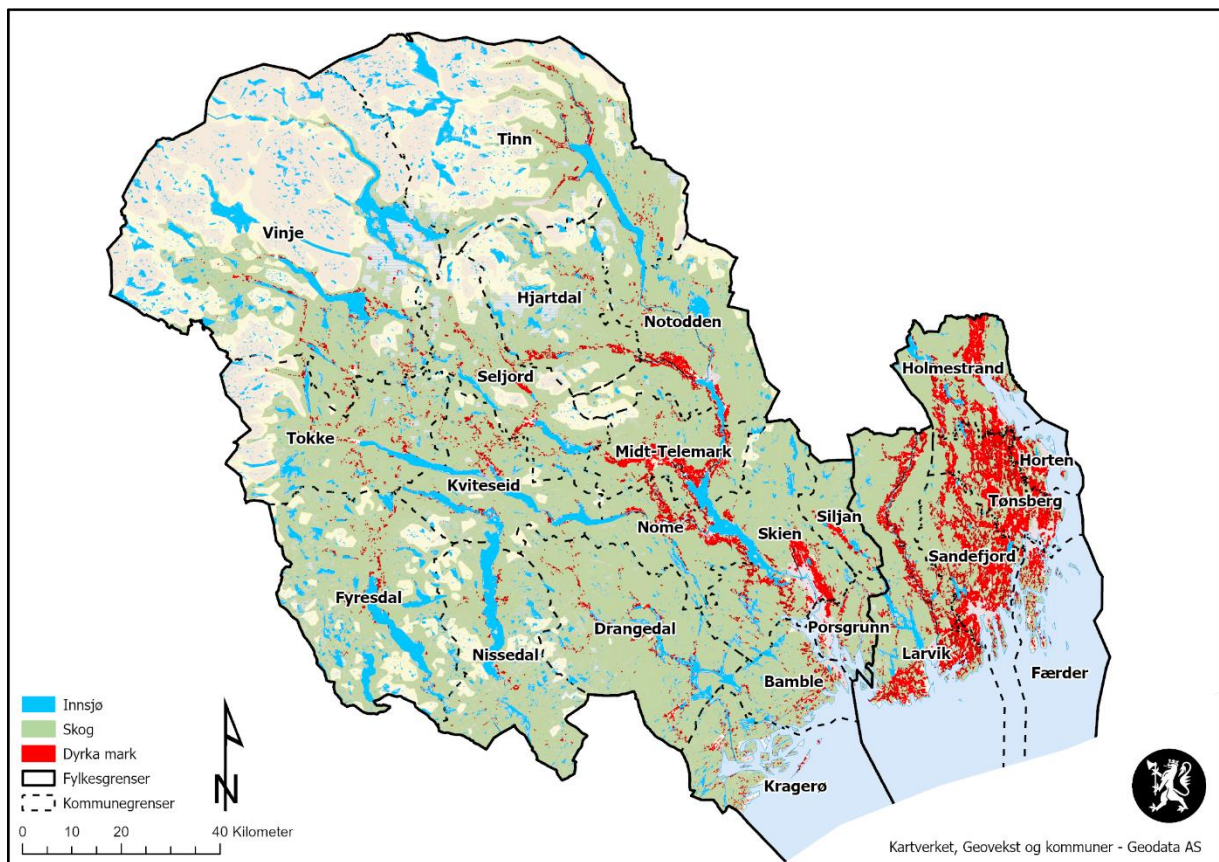 Tinn
Vinje
Hjartdal
Notodden
Holmestrand
Seljord
Tokke
Midt-Telemark
Horten
Kviteseid
Tønsberg
Siljan
Nome
Skien
Sandefjord
Fyresdal
Drangedal
Porsgrunn
Nissedal
Larvik
Bamble
Færder
Kragerø
Innsjø
Skog
Dyrka mark
Fylkesgrenser
Kommunegrenser
N
0 10 20 40 Kilometer
Kartverket, Geovekst og kommuner - Geodata AS